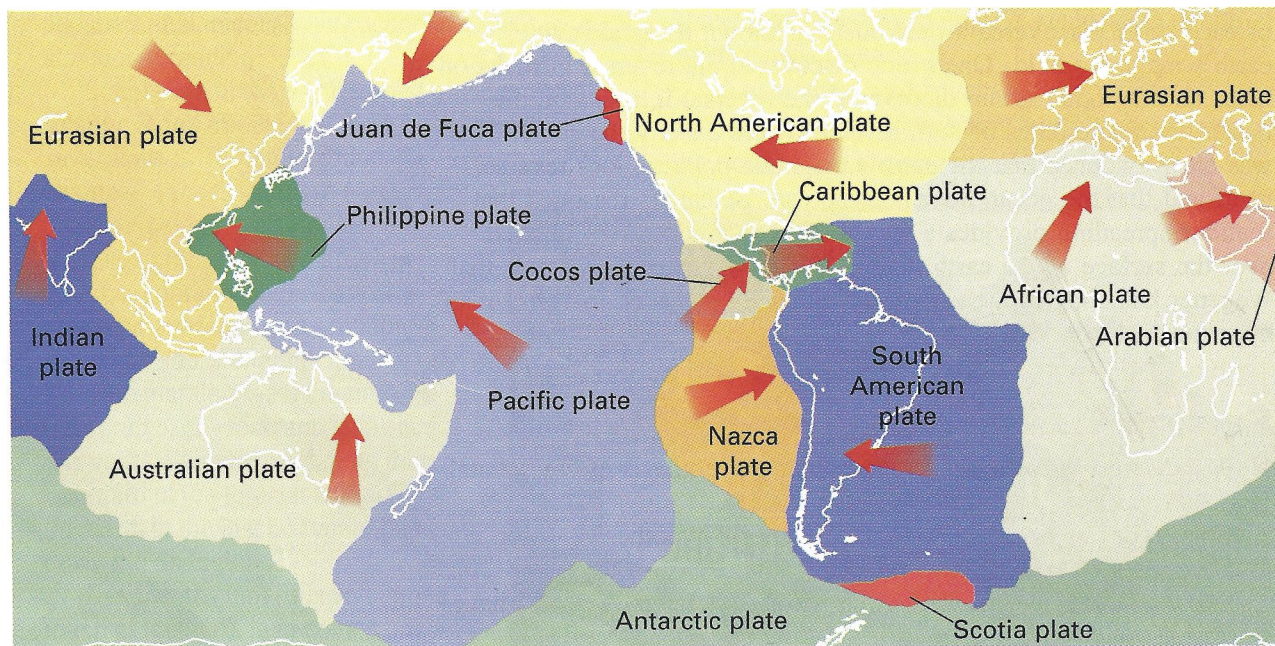 Eurasian plate
Juan de Fuca plate
North American plate
Eurasian plate
Philippine plate
Caribbean plate
Cocos plate
African plate
Arabian plate
Indian
plate
Pacific plate
South
American
plate
Nazca
plate
Australian plate
Antarctic plate
Scotia plate